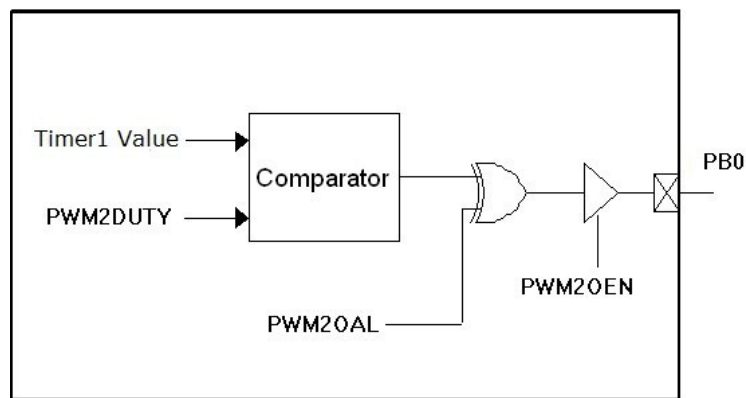 Timer1 Value
Comparator
PWM2DUTY
PWM2OAL
PWM2OEN
PB0